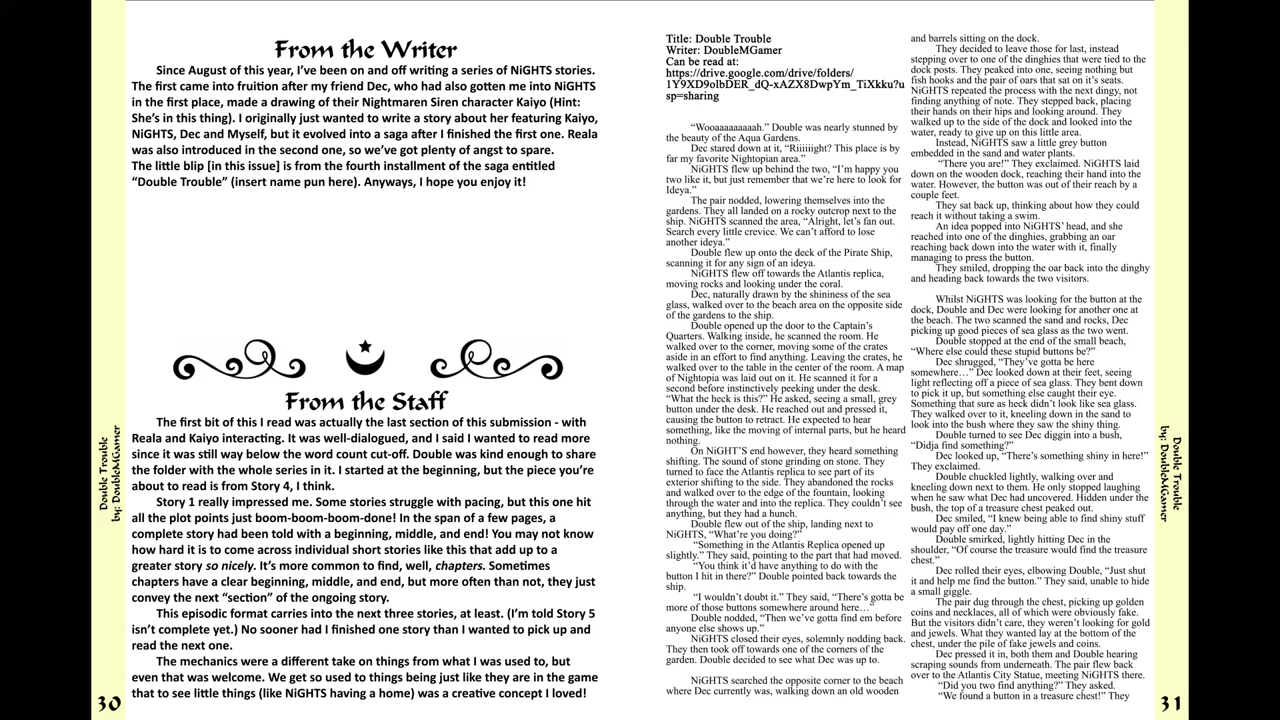 From the Writer
Since August of this year, I've been on and off writing a series of NiGHTS stories.
The first came into fruition after my friend Dec, who had also gotten me into NiGHTS
in the first place, made a drawing of their Nightmaren Siren character Kaiyo (Hint:
She's in this thing). I originally just wanted to write a story about her featuring Kaiyo,
NiGHTS, Dec and Myself, but it evolved into a saga after I finished the first one. Reala
was also introduced in the second one, so we've got plenty of angst to spare.
The little blip [in this issue] is from the fourth installment of the saga entitled
"Double Trouble" (insert name pun here). Anyways, I hope you enjoy it!
From the Staff
The first bit of this I read was actually the last section of this submission - with
Reala and Kaiyo interacting. It was well-dialogued, and I said I wanted to read more
since it was still way below the word count cut-off. Double was kind enough to share
the folder with the whole series in it. I started at the beginning, but the piece you're
about to read is from Story 4, I think.
Story 1 really impressed me. Some stories struggle with pacing, but this one hit
all the plot points just boom-boom-boom-done! In the span of a few pages, a
complete story had been told with a beginning, middle, and end! You may not know
how hard it is to come across individual short stories like this that add up to a
greater story so nicely. It's more common to find, well, chapters. Sometimes
chapters have a clear beginning, middle, and end, but more often than not, they just
convey the next "section" of the ongoing story.
This episodic format carries into the next three stories, at least. (I'm told Story 5
isn't complete yet.) No sooner had I finished one story than I wanted to pick up and
read the next one.
The mechanics were a different take on things from what I was used to, but
even that was welcome. We get so used to things being just like they are in the game
that to see little things (like NiGHTS having a home) was a creative concept I loved!
Double Trouble
by: DoubleMGamer
30
Title: Double Trouble
Writer: DoubleMGamer
Can be read at:
https://drive.google.com/drive/folders/
1Y9XD9olbDER_dQ-xAZX8DwpYm_TiXkku?u
sp=sharing
"Wooaaaaaaaaah." Double was nearly stunned by
the beauty of the Aqua Gardens.
Dec stared down at it, "Riiiiiight? This place is by
far my favorite Nightopian area."
NiGHTS flew up behind the two, "I'm happy you
two like it, but just remember that we're here to look for
Ideya."
The pair nodded, lowering themselves into the
gardens. They all landed on a rocky outcrop next to the
ship. NiGHTS scanned the area, "Alright, let's fan out.
Search every little crevice. We can't afford to lose
another ideya."
Double flew up onto the deck of the Pirate Ship,
scanning it for any sign of an ideya.
NiGHTS flew off towards the Atlantis replica,
moving rocks and looking under the coral.
Dec, naturally drawn by the shininess of the sea
glass, walked over to the beach area on the opposite side
of the gardens to the ship.
Double opened up the door to the Captain's
Quarters. Walking inside, he scanned the room. He
walked over to the corner, moving some of the crates
aside in an effort to find anything. Leaving the crates, he
walked over to the table in the center of the room. A map
of Nightopia was laid out on it. He scanned it for a
second before instinctively peeking under the desk.
"What the heck is this?" He asked, seeing a small, grey
button under the desk. He reached out and pressed it,
causing the button to retract. He expected to hear
something, like the moving of internal parts, but he heard
nothing.
On NiGHT'S end however, they heard something
shifting. The sound of stone grinding on stone. They
turned to face the Atlantis replica to see part of its
exterior shifting to the side. They abandoned the rocks
and walked over to the edge of the fountain, looking
through the water and into the replica. They couldn't see
anything, but they had a hunch.
Double flew out of the ship, landing next to
NiGHTS, "What're you doing?"
"Something in the Atlantis Replica opened up
slightly." They said, pointing to the part that had moved.
"You think it'd have anything to do with the
button I hit in there?" Double pointed back towards the
ship.
"I wouldn't doubt it." They said, "There's gotta be
more of those buttons somewhere around here…"
Double nodded, "Then we've gotta find em before
anyone else shows up."
NiGHTS closed their eyes, solemnly nodding back.
They then took off towards one of the corners of the
garden. Double decided to see what Dec was up to.
NiGHTS searched the opposite corner to the beach
where Dec currently was, walking down an old wooden
and barrels sitting on the dock.
They decided to leave those for last, instead
stepping over to one of the dinghies that were tied to the
dock posts. They peaked into one, seeing nothing but
fish hooks and the pair of oars that sat on it's seats.
NiGHTS repeated the process with the next dingy, not
finding anything of note. They stepped back, placing
their hands on their hips and looking around. They
walked up to the side of the dock and looked into the
water, ready to give up on this little area.
Instead, NiGHTS saw a little grey button
embedded in the sand and water plants.
"There you are!" They exclaimed. NiGHTS laid
down on the wooden dock, reaching their hand into the
water. However, the button was out of their reach by a
couple feet.
They sat back up, thinking about how they could
reach it without taking a swim.
An idea popped into NiGHTS' head, and she
reached into one of the dinghies, grabbing an oar
reaching back down into the water with it, finally
managing to press the button.
They smiled, dropping the oar back into the dinghy
and heading back towards the two visitors.
Whilst NiGHTS was looking for the button at the
dock, Double and Dec were looking for another one at
the beach. The two scanned the sand and rocks, Dec
picking up good pieces of sea glass as the two went.
Double stopped at the end of the small beach,
"Where else could these stupid buttons be?"
Dec shrugged, "They've gotta be here
somewhere…" Dec looked down at their feet, seeing
light reflecting off a piece of sea glass. They bent down
to pick it up, but something else caught their eye.
Something that sure as heck didn't look like sea glass.
They walked over to it, kneeling down in the sand to
look into the bush where they saw the shiny thing.
Double turned to see Dec diggin into a bush,
"Didja find something?"
Dec looked up, "There's something shiny in here!"
They exclaimed.
Double chuckled lightly, walking over and
kneeling down next to them. He only stopped laughing
when he saw what Dec had uncovered. Hidden under the
bush, the top of a treasure chest peaked out.
Dec smiled, "I knew being able to find shiny stuff
would pay off one day."
Double smirked, lightly hitting Dec in the
shoulder, "Of course the treasure would find the treasure
chest."
Dec rolled their eyes, elbowing Double, "Just shut
it and help me find the button." They said, unable to hide
a small giggle.
The pair dug through the chest, picking up golden
coins and necklaces, all of which were obviously fake.
But the visitors didn't care, they weren't looking for gold
and jewels. What they wanted lay at the bottom of the
chest, under the pile of fake jewels and coins.
Dec pressed it in, both them and Double hearing
scraping sounds from underneath. The pair flew back
over to the Atlantis City Statue, meeting NiGHTS there.
"Did you two find anything?" They asked.
"We found a button in a treasure chest!" They
Double Trouble
by: DoubleMGamer
31